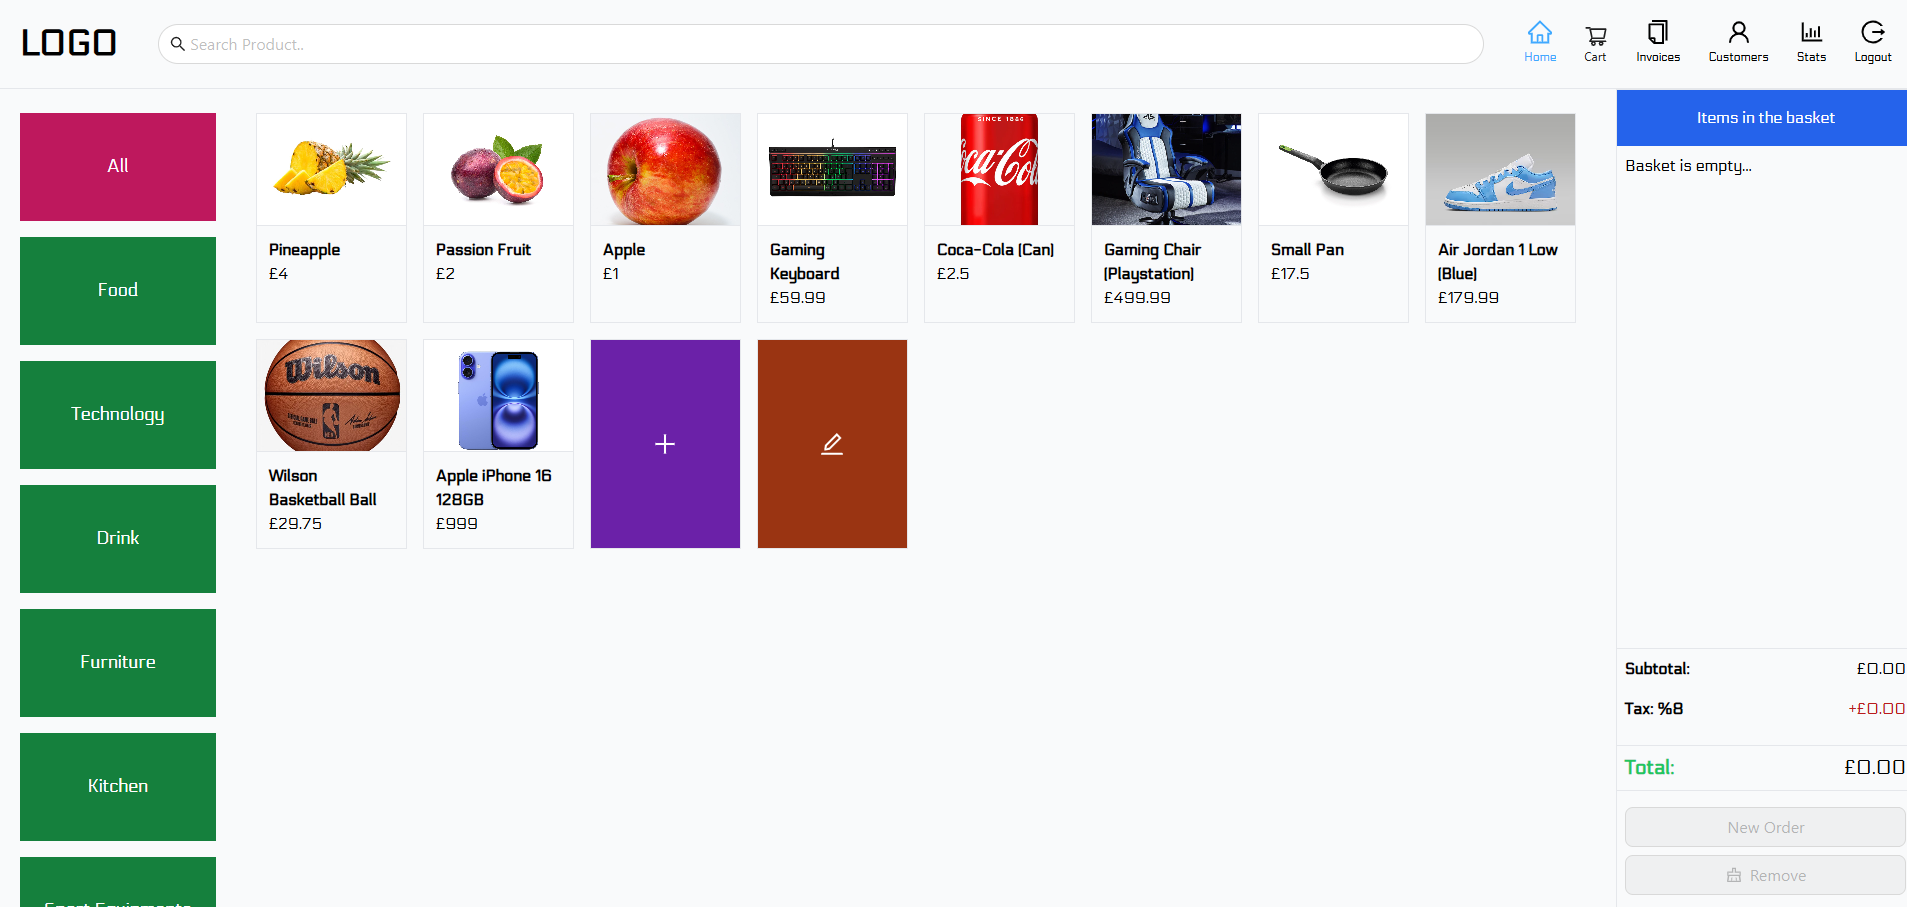 LOGO
Search Product..
Home
Cart
Invoices
Customers
Stats
Logout
All
Food
Technology
Drink
Furniture
Kitchen
SINCE 1886
Coca-Cola
Pineapple
£4
Passion Fruit
£2
Apple
£1
Gaming
Keyboard
£59.99
Coca-Cola (Can)
£2.5
Gaming Chair
(Playstation)
£499.99
Small Pan
£17.5
Air Jordan 1 Low
(Blue)
£179.99
Wilson
Wilson
Basketball Ball
£29.75
Apple iPhone 16
128GB
£999
Items in the basket
Basket is empty...
Subtotal:
£0.00
Tax: %8
+£0.00
Total:
£0.00
New Order
Remove